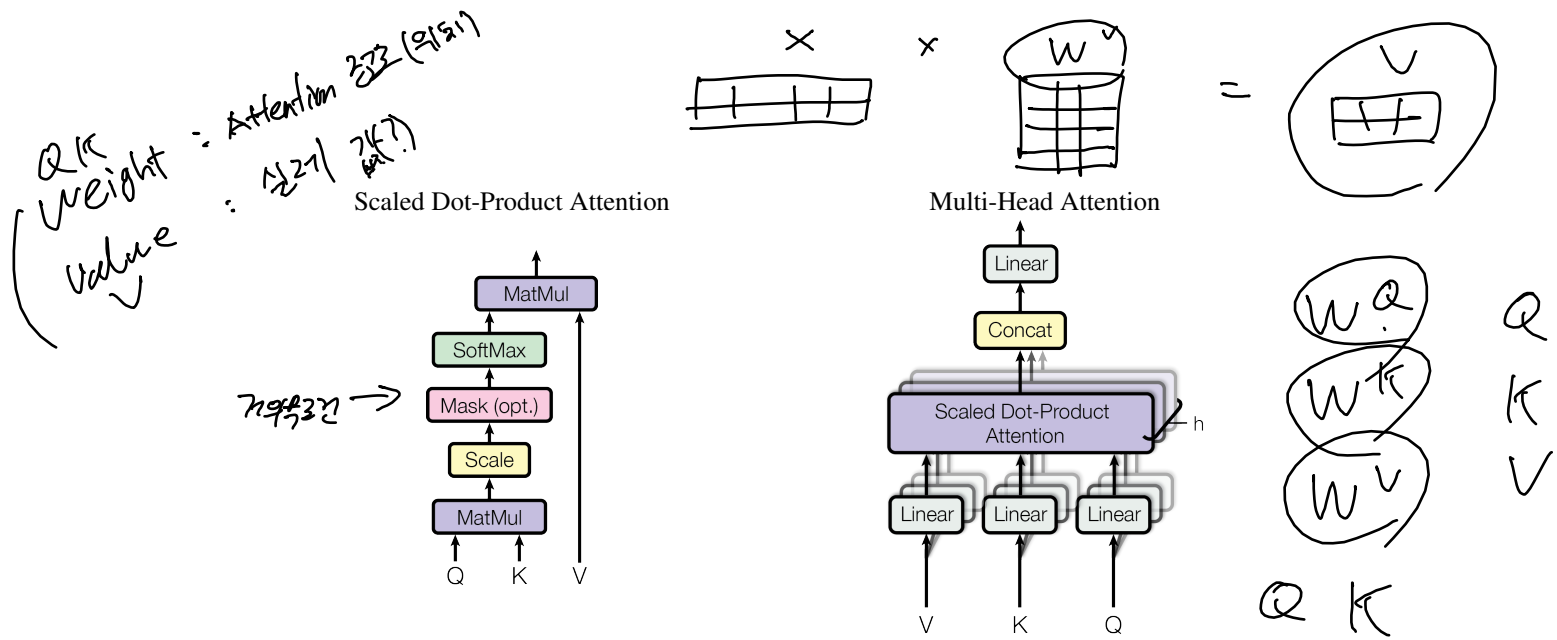 X × W^V = V
QK
weight : Attention 강도 (위치)
value : 실제 값(?)
V
Scaled Dot-Product Attention
MatMul
SoftMax
Mask (opt.)
Scale
MatMul
Q K V
Multi-Head Attention
Linear
Concat
Scaled Dot-Product
Attention
h
Linear Linear Linear
V K Q
W^Q Q
W^K K
W^V V
Q K